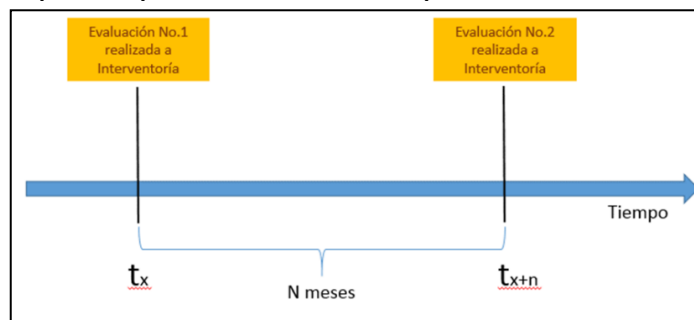 Evaluación No.1
realizada a
Interventoría
Evaluación No.2
realizada a
Interventoría
Tiempo
tx
N meses
tx+n